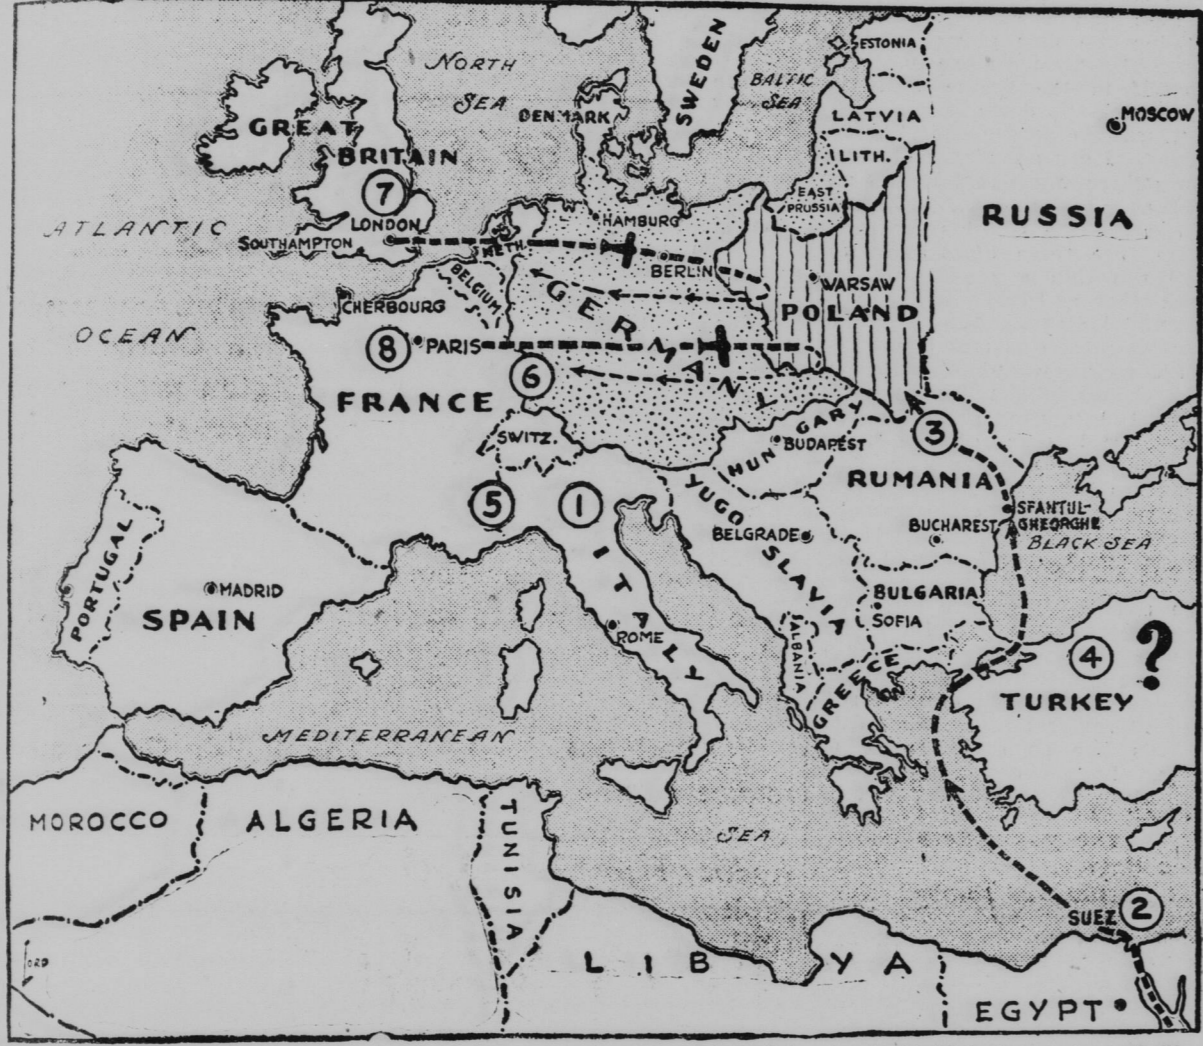 NORTH
SEA
SWEDEN
BALTIC
SEA
ESTONIA
LATVIA
LITH.
MOSCOW
DENMARK
GREAT
BRITAIN
7
LONDON
SOUTHAMPTON
ATLANTIC
OCEAN
NETH.
BELGIUM
HAMBURG
BERLIN
EAST
PRUSSIA
WARSAW
POLAND
RUSSIA
GERMANY
CHERBOURG
8
PARIS
FRANCE
6
SWITZ.
HUNGARY
BUDAPEST
3
RUMANIA
SFANTUL-
GHEORGHE
BUCHAREST
BLACK SEA
5
1
ITALY
ROME
YUGO SLAVIA
BELGRADE
BULGARIA
SOFIA
ALBANIA
GREECE
4
?
TURKEY
PORTUGAL
MADRID
SPAIN
MEDITERRANEAN
SEA
MOROCCO
ALGERIA
TUNISIA
LIBYA
SUEZ
2
EGYPT